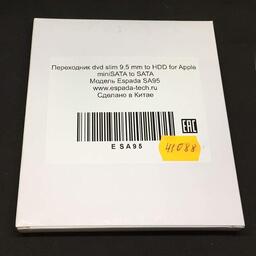 Переходник dvd slim 9.5 mm to HDD for Apple
miniSATA to SATA
Модель Espada SA95
www.espada-tech.ru
Сделано в Китае
ESA95
EAC
41088